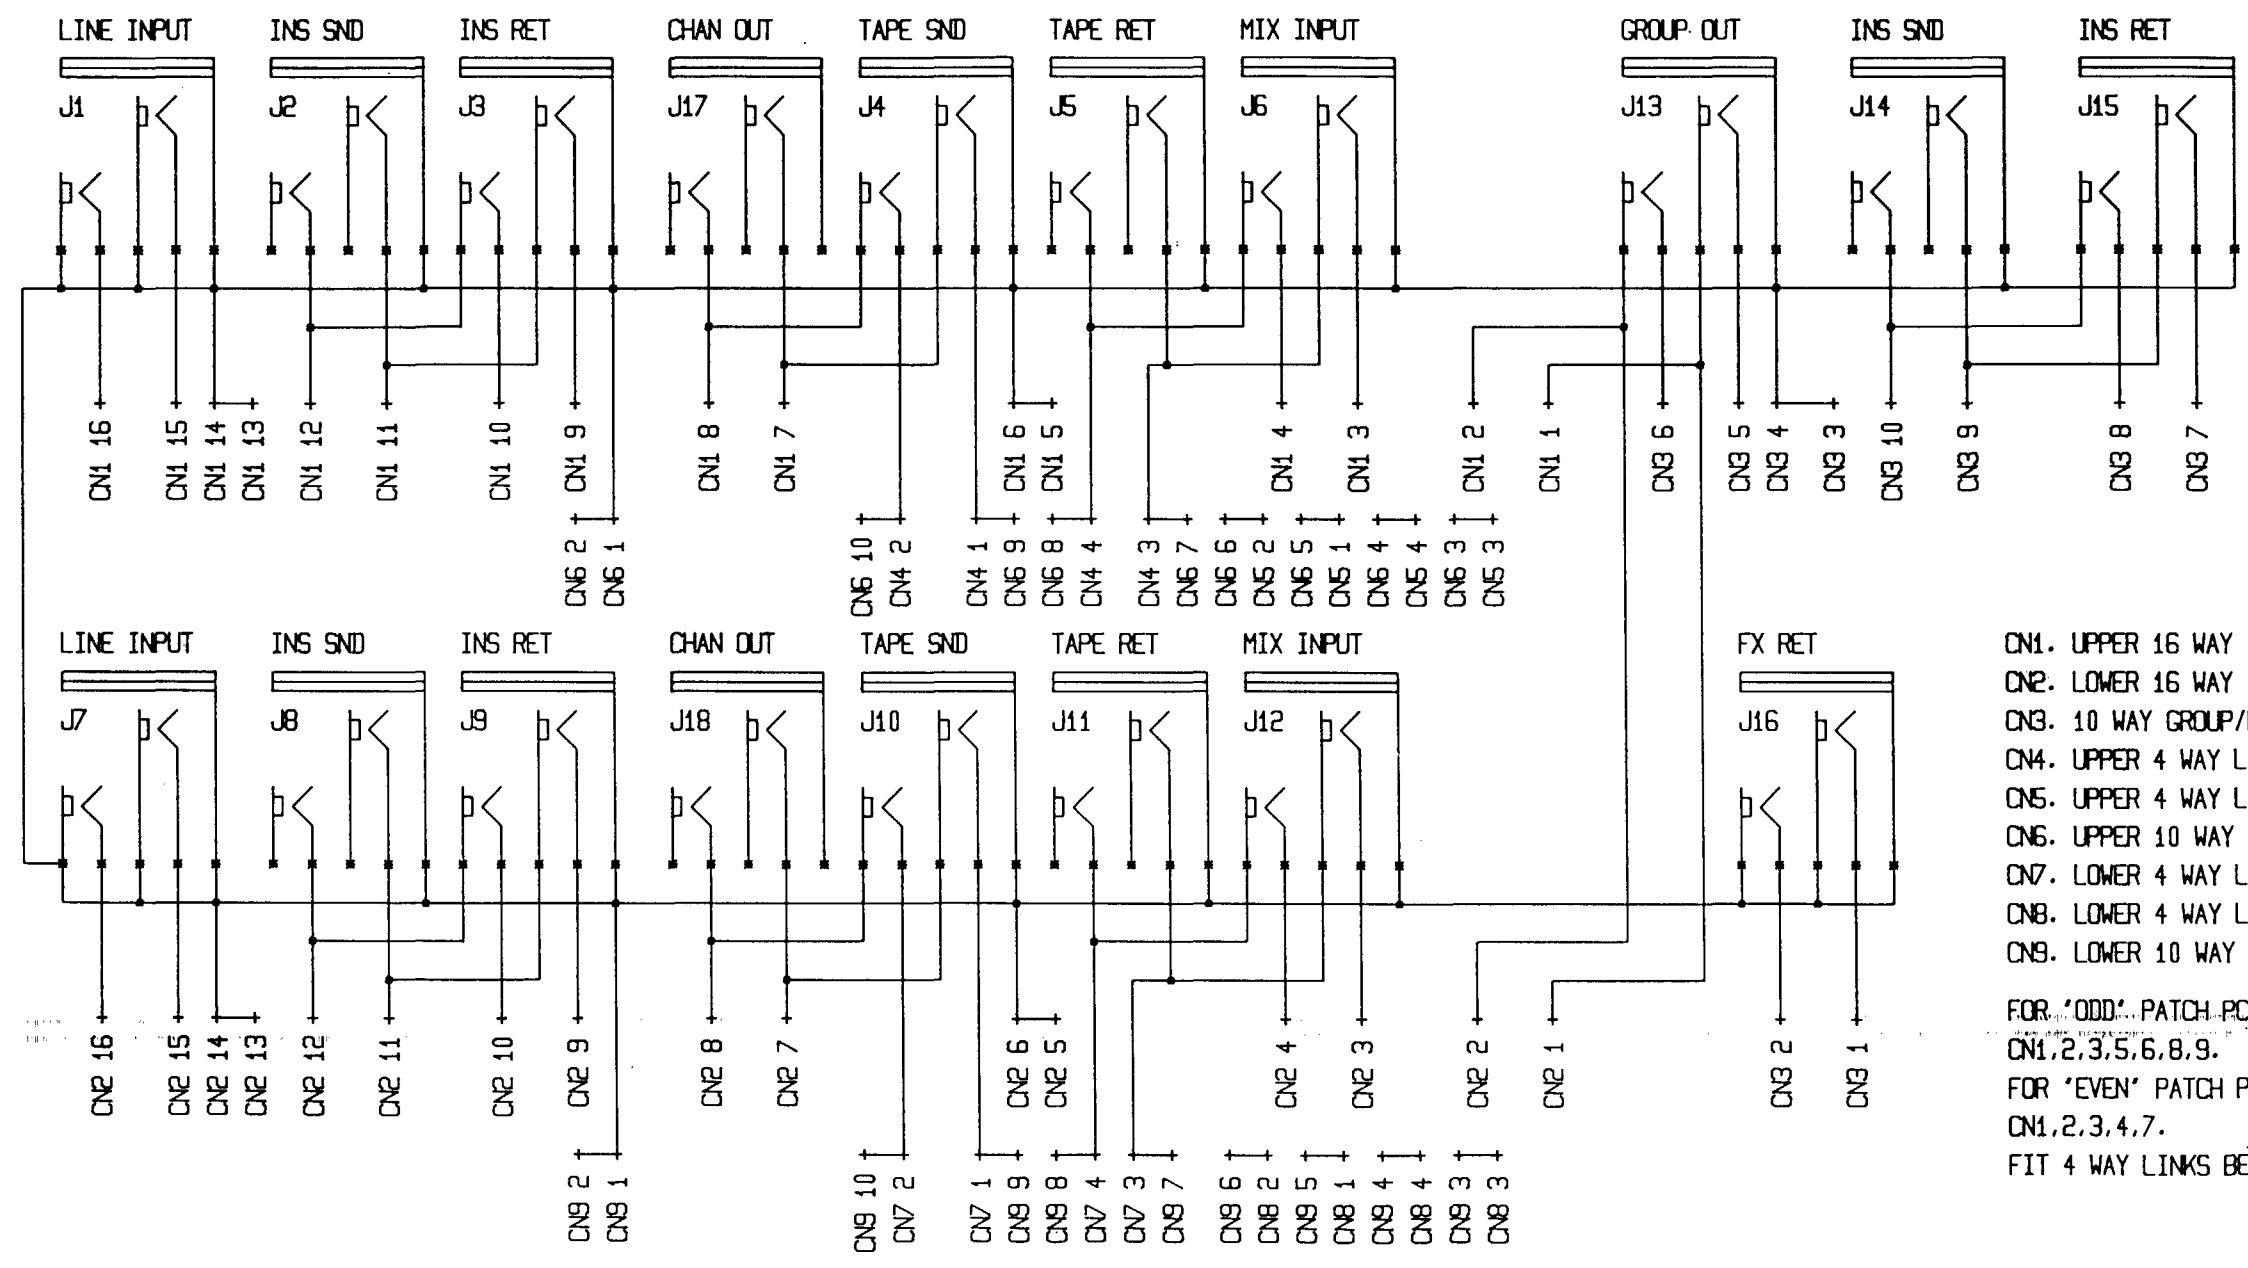 LINE INPUT INS SND INS RET CHAN OUT TAPE SND TAPE RET MIX INPUT GROUP OUT INS SND INS RET
J1 J2 J3 J17 J4 J5 J6 J13 J14 J15
CN1 16 CN1 15 CN1 14 CN1 13 CN1 12 CN1 11 CN1 10 CN1 9 CN1 8 CN1 7 CN1 6 CN1 5 CN1 4 CN1 3 CN1 2 CN1 1 CN3 6 CN3 5 CN3 4 CN3 3 CN3 10 CN3 9 CN3 8 CN3 7
CN6 2 CN6 1 CN6 10 CN4 2 CN4 1 CN6 9 CN6 8 CN4 4 CN4 3 CN6 7 CN6 6 CN5 2 CN6 5 CN5 1 CN6 4 CN5 4 CN6 3 CN5 3
LINE INPUT INS SND INS RET CHAN OUT TAPE SND TAPE RET MIX INPUT FX RET
J7 J8 J9 J18 J10 J11 J12 J16
CN2 16 CN2 15 CN2 14 CN2 13 CN2 12 CN2 11 CN2 10 CN2 9 CN2 8 CN2 7 CN2 6 CN2 5 CN2 4 CN2 3 CN2 2 CN2 1 CN3 2 CN3 1
CN9 2 CN9 1 CN9 10 CN7 2 CN7 1 CN9 9 CN9 8 CN7 4 CN7 3 CN9 7 CN9 6 CN8 2 CN9 5 CN8 1 CN9 4 CN8 4 CN9 3 CN8 3
CN1. UPPER 16 WAY
CN2. LOWER 16 WAY
CN3. 10 WAY GROUP/
CN4. UPPER 4 WAY L
CN5. UPPER 4 WAY L
CN6. UPPER 10 WAY
CN7. LOWER 4 WAY L
CN8. LOWER 4 WAY L
CN9. LOWER 10 WAY
FOR 'ODD' PATCH PC
CN1,2,3,5,6,8,9.
FOR 'EVEN' PATCH P
CN1,2,3,4,7.
FIT 4 WAY LINKS BE